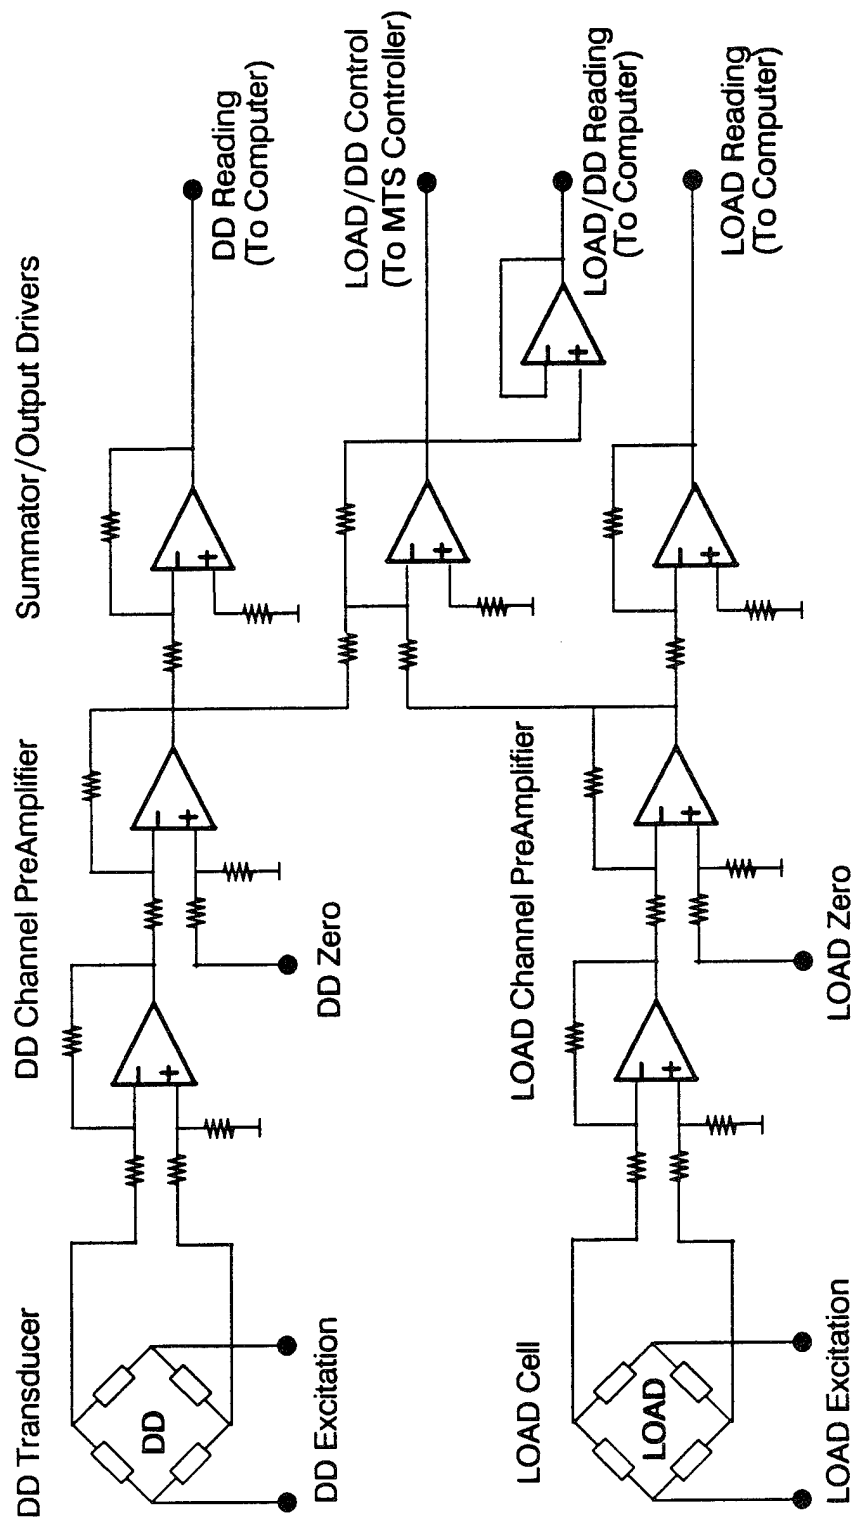 DD Transducer
DD Channel PreAmplifier
Summator/Output Drivers
DD
DD Excitation
DD Zero
DD Reading
(To Computer)
LOAD/DD Control
(To MTS Controller)
LOAD/DD Reading
(To Computer)
LOAD Cell
LOAD Channel PreAmplifier
LOAD Reading
(To Computer)
LOAD
LOAD Excitation
LOAD Zero
− +
− +
− +
− +
− +
− +
− +
− +